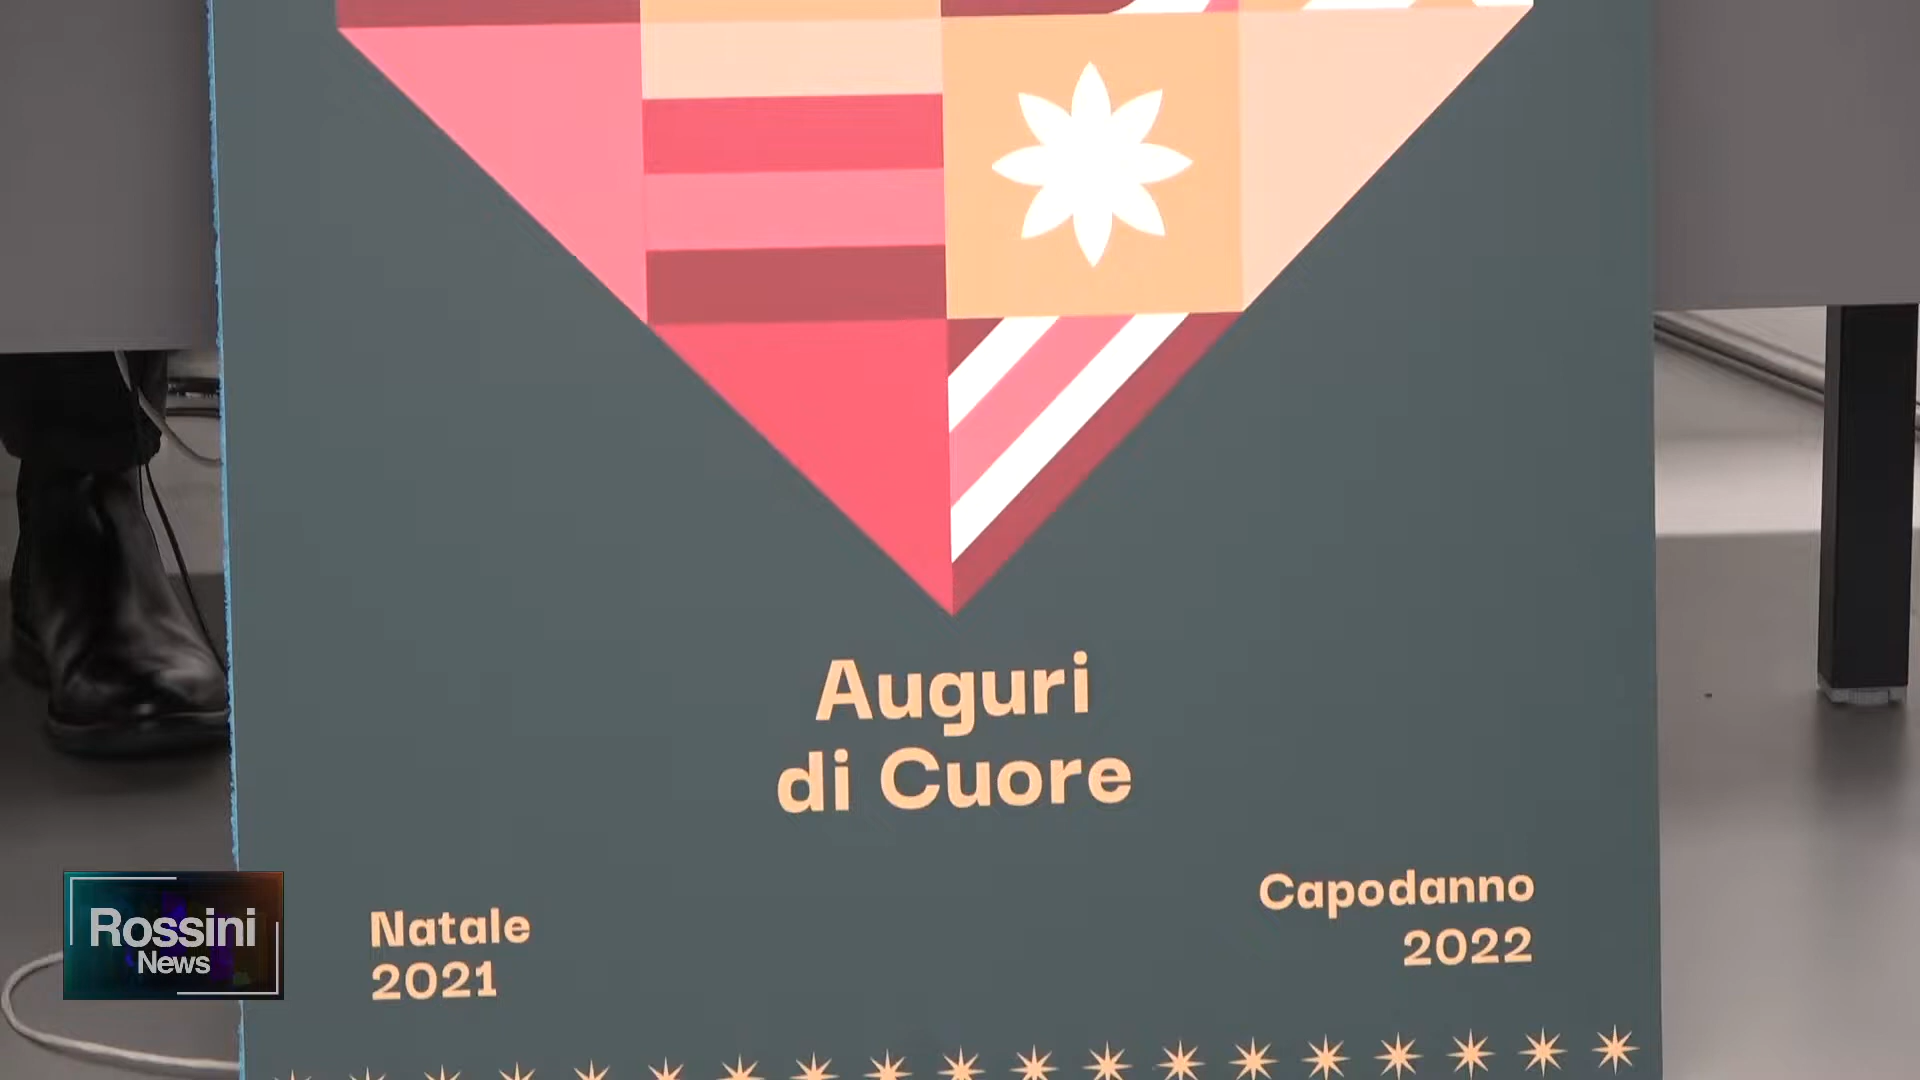 Auguri
di Cuore
Natale
2021
Capodanno
2022
Rossini
News